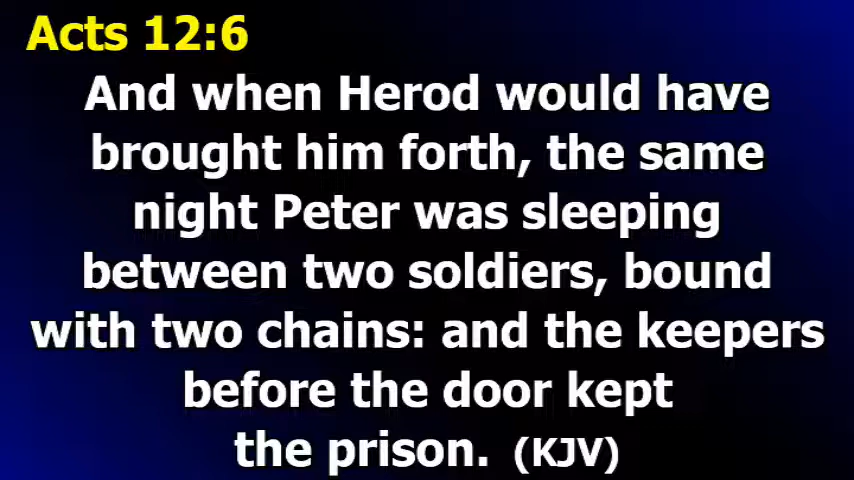 Acts 12:6
And when Herod would have
brought him forth, the same
night Peter was sleeping
between two soldiers, bound
with two chains: and the keepers
before the door kept
the prison. (KJV)